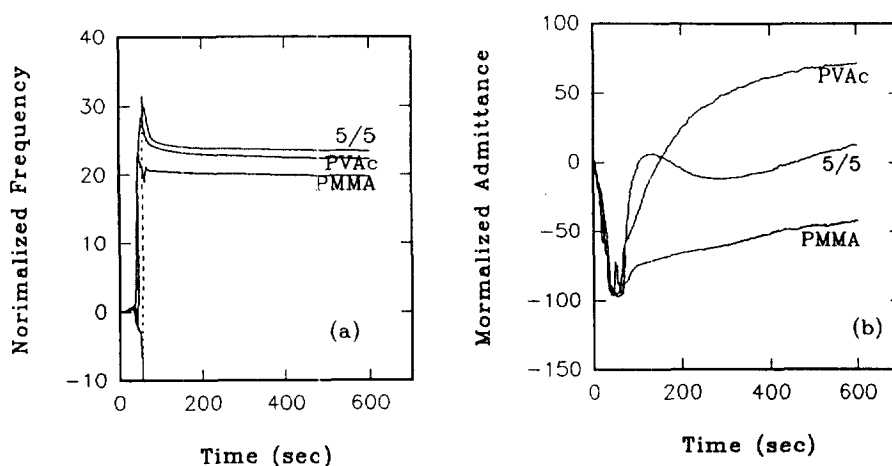 40
30
20
10
0
-10
Norimalized Frequency
5/5
PVAc
PMMA
(a)
0 200 400 600
Time (sec)
100
50
0
-50
-100
-150
Mormalized Admittance
PVAc
5/5
PMMA
(b)
0 200 400 600
Time (sec)